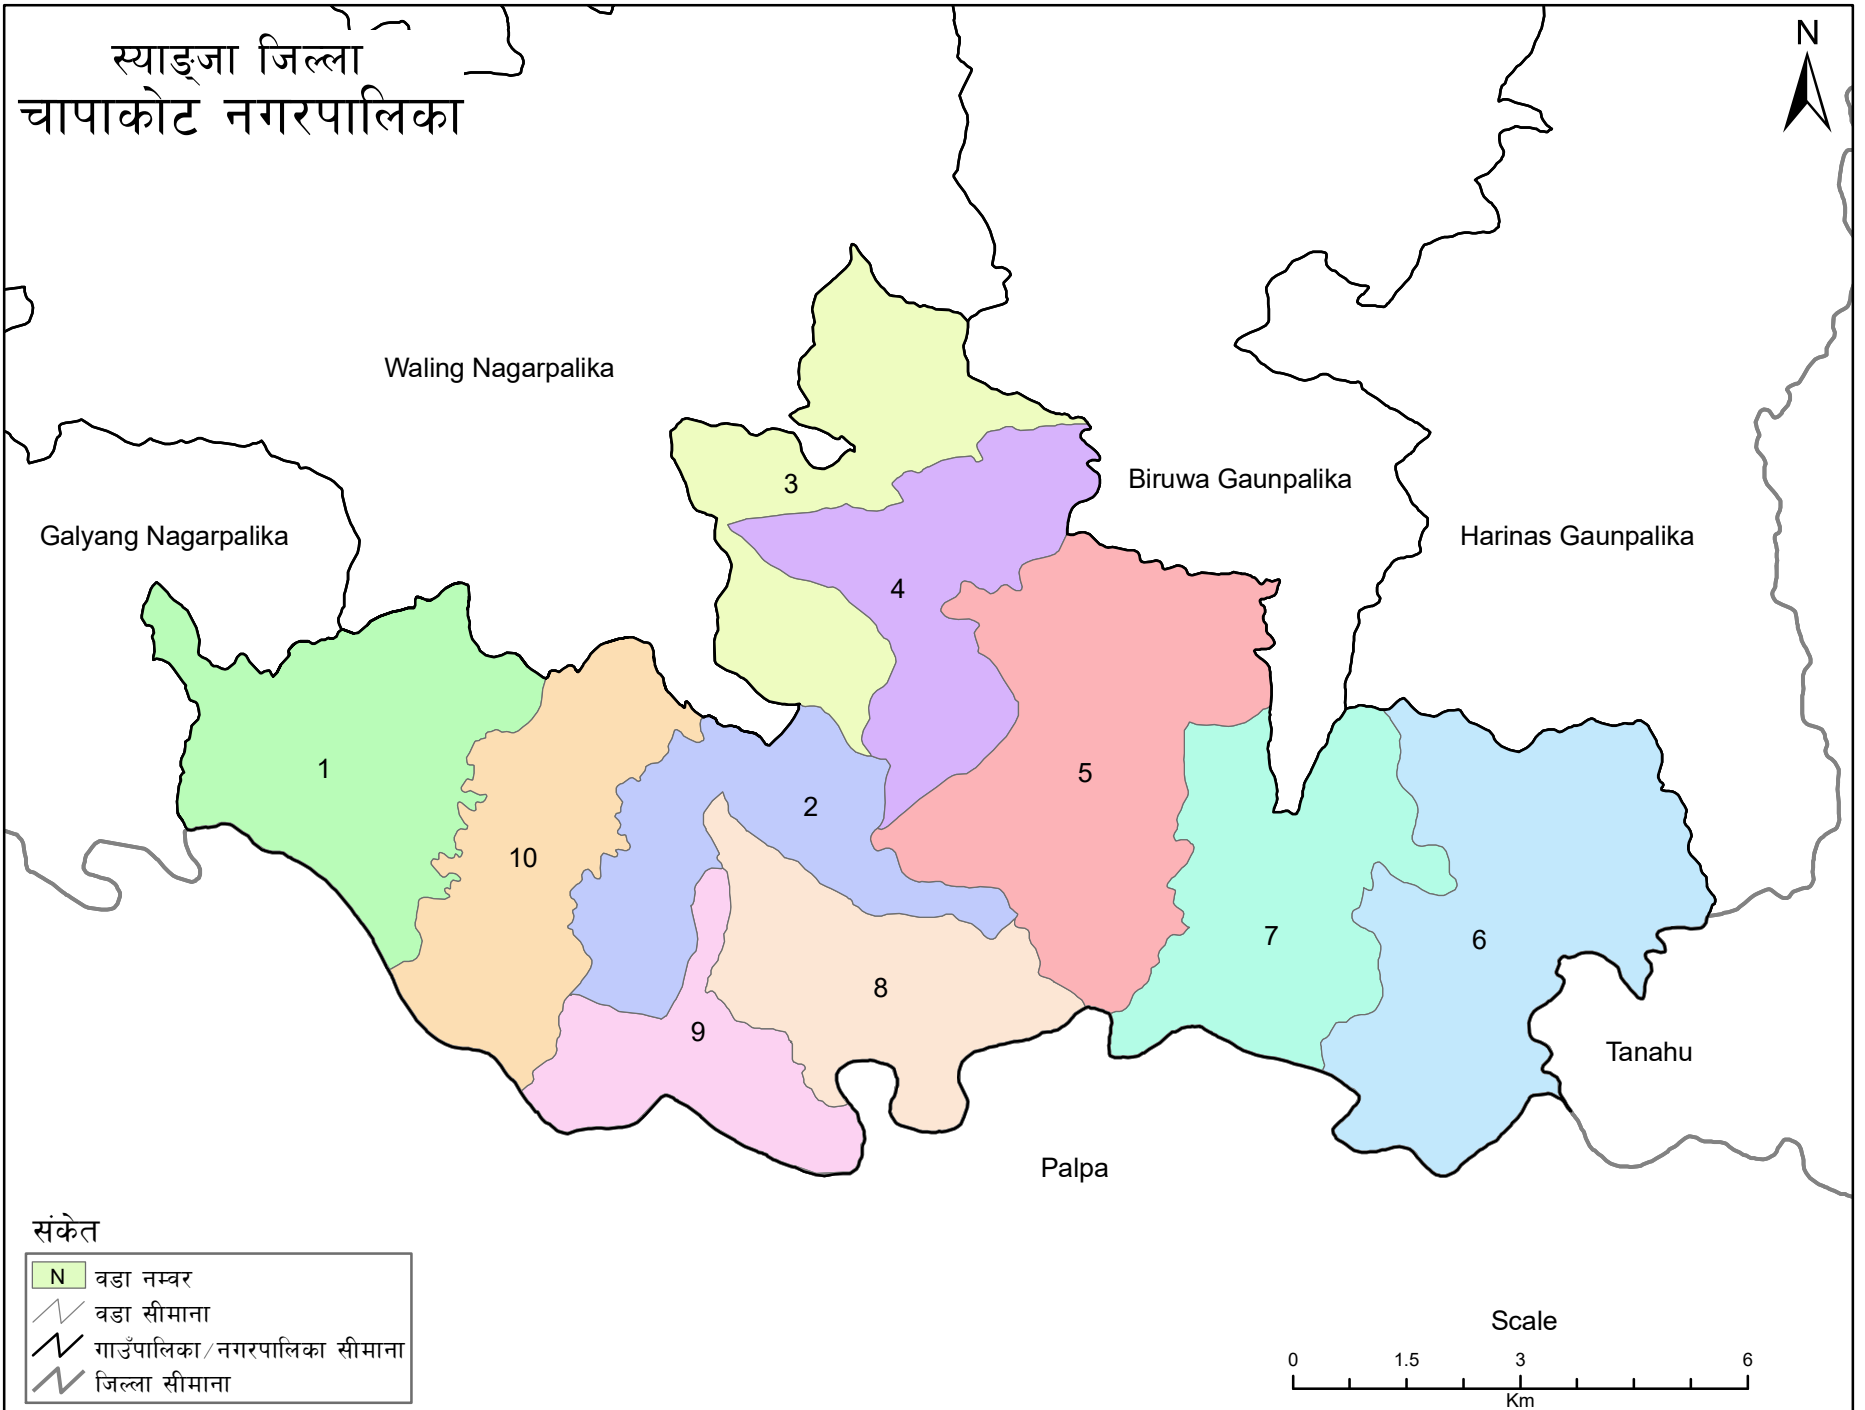 स्याङ्जा जिल्ला
चापाकोट नगरपालिका
N
Waling Nagarpalika
Biruwa Gaunpalika
Galyang Nagarpalika
Harinas Gaunpalika
3
4
1
5
2
10
7
6
8
9
Tanahu
Palpa
संकेत
N वडा नम्वर
वडा सीमाना
गाउँपालिका/नगरपालिका सीमाना
जिल्ला सीमाना
Scale
0 1.5 3 6
Km